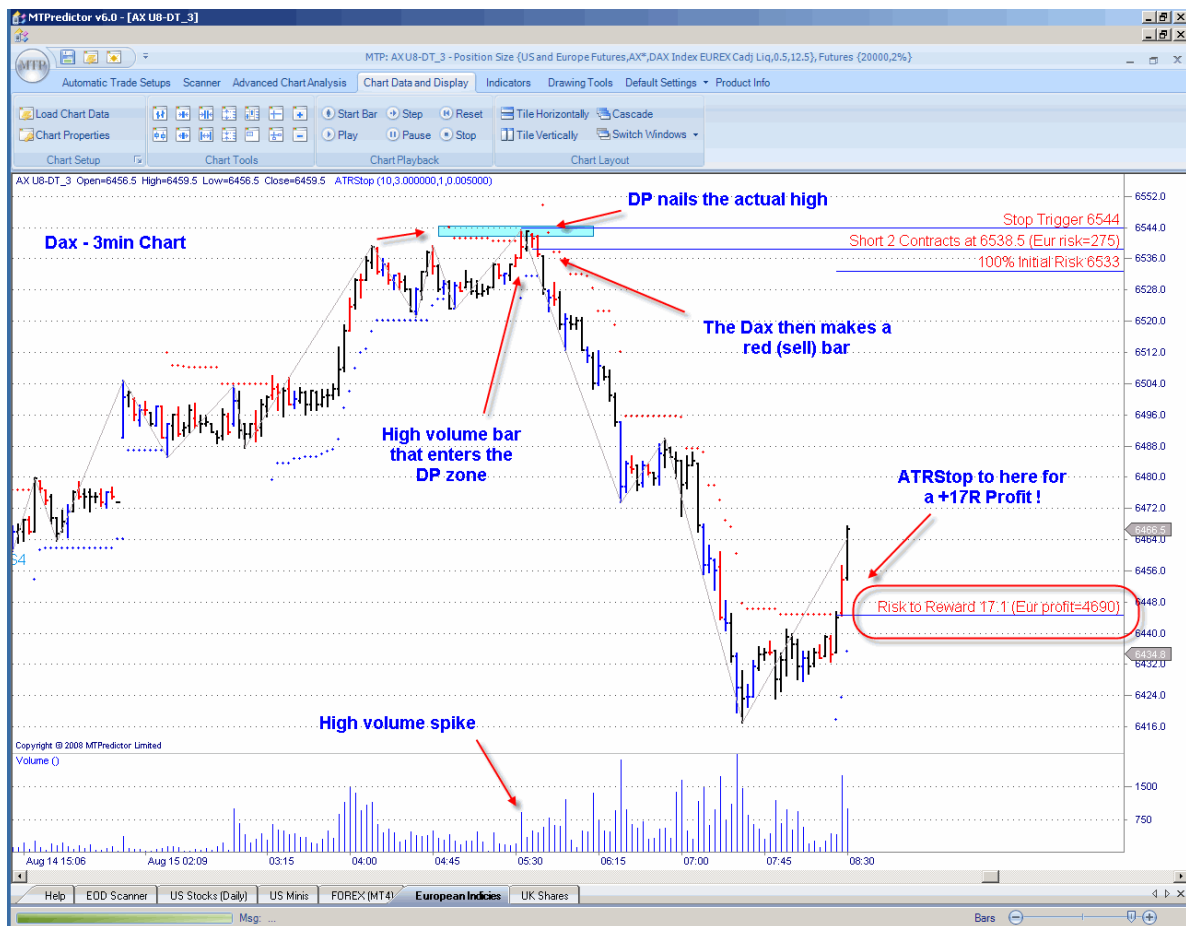 MTPredictor v6.0 - [AX U8-DT_3]
MTP: AX U8-DT_3 - Position Size {US and Europe Futures,AX*,DAX Index EUREX Cadj Liq,0.5,12.5}, Futures {20000,2%}
MTP
Automatic Trade Setups Scanner Advanced Chart Analysis Chart Data and Display Indicators Drawing Tools Default Settings Product Info
Load Chart Data Start Bar Step Reset Tile Horizontally Cascade
Chart Properties Play Pause Stop Tile Vertically Switch Windows
Chart Setup Chart Tools Chart Playback Chart Layout
AX U8-DT_3 Open=6456.5 High=6459.5 Low=6456.5 Close=6459.5 ATRStop (10,3.000000,1,0.005000)
6552.0
DP nails the actual high
Stop Trigger 6544
6544.0
Dax - 3min Chart
Short 2 Contracts at 6538.5 (Eur risk=275)
6536.0
100% Initial Risk 6533
6528.0
6520.0
The Dax then makes a
red (sell) bar
6512.0
6504.0
6496.0
High volume bar
that enters the
DP zone
6488.0
6480.0
ATRStop to here for
a +17R Profit !
6472.0
6466.5
6464.0
S4
6456.0
6448.0
Risk to Reward 17.1 (Eur profit=4690)
6440.0
6434.8
6432.0
6424.0
High volume spike
6416.0
Copyright © 2008 MTPredictor Limited
Volume ()
1500
750
Aug 14 15:06 Aug 15 02:09 03:15 04:00 04:45 05:30 06:15 07:00 07:45 08:30
Help EOD Scanner US Stocks (Daily) US Minis FOREX (MT4) European Indicies UK Shares
Msg: ...
Bars